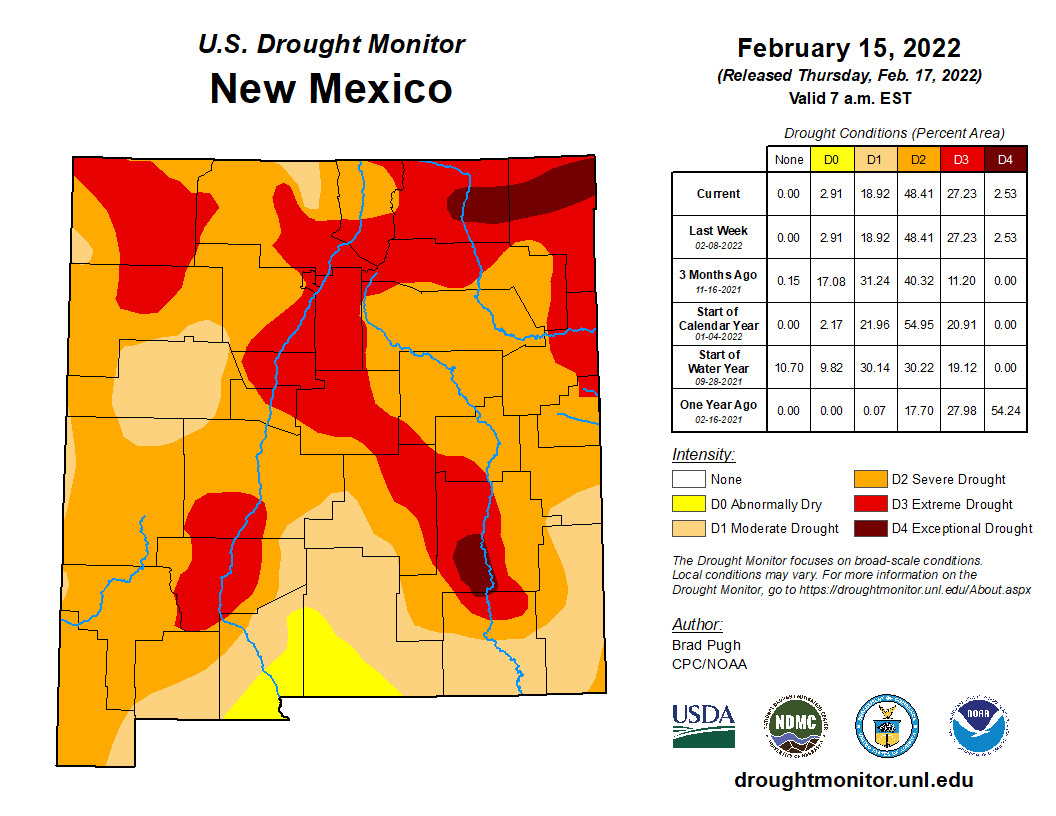 U.S. Drought Monitor
New Mexico
February 15, 2022
(Released Thursday, Feb. 17, 2022)
Valid 7 a.m. EST
Drought Conditions (Percent Area)
None D0 D1 D2 D3 D4
Current 0.00 2.91 18.92 48.41 27.23 2.53
Last Week
02-08-2022 0.00 2.91 18.92 48.41 27.23 2.53
3 Months Ago
11-16-2021 0.15 17.08 31.24 40.32 11.20 0.00
Start of
Calendar Year
01-04-2022 0.00 2.17 21.96 54.95 20.91 0.00
Start of
Water Year
09-28-2021 10.70 9.82 30.14 30.22 19.12 0.00
One Year Ago
02-16-2021 0.00 0.00 0.07 17.70 27.98 54.24
Intensity:
None
D0 Abnormally Dry
D1 Moderate Drought
D2 Severe Drought
D3 Extreme Drought
D4 Exceptional Drought
The Drought Monitor focuses on broad-scale conditions.
Local conditions may vary. For more information on the
Drought Monitor, go to https://droughtmonitor.unl.edu/About.aspx
Author:
Brad Pugh
CPC/NOAA
USDA
NDMC
NOAA
droughtmonitor.unl.edu